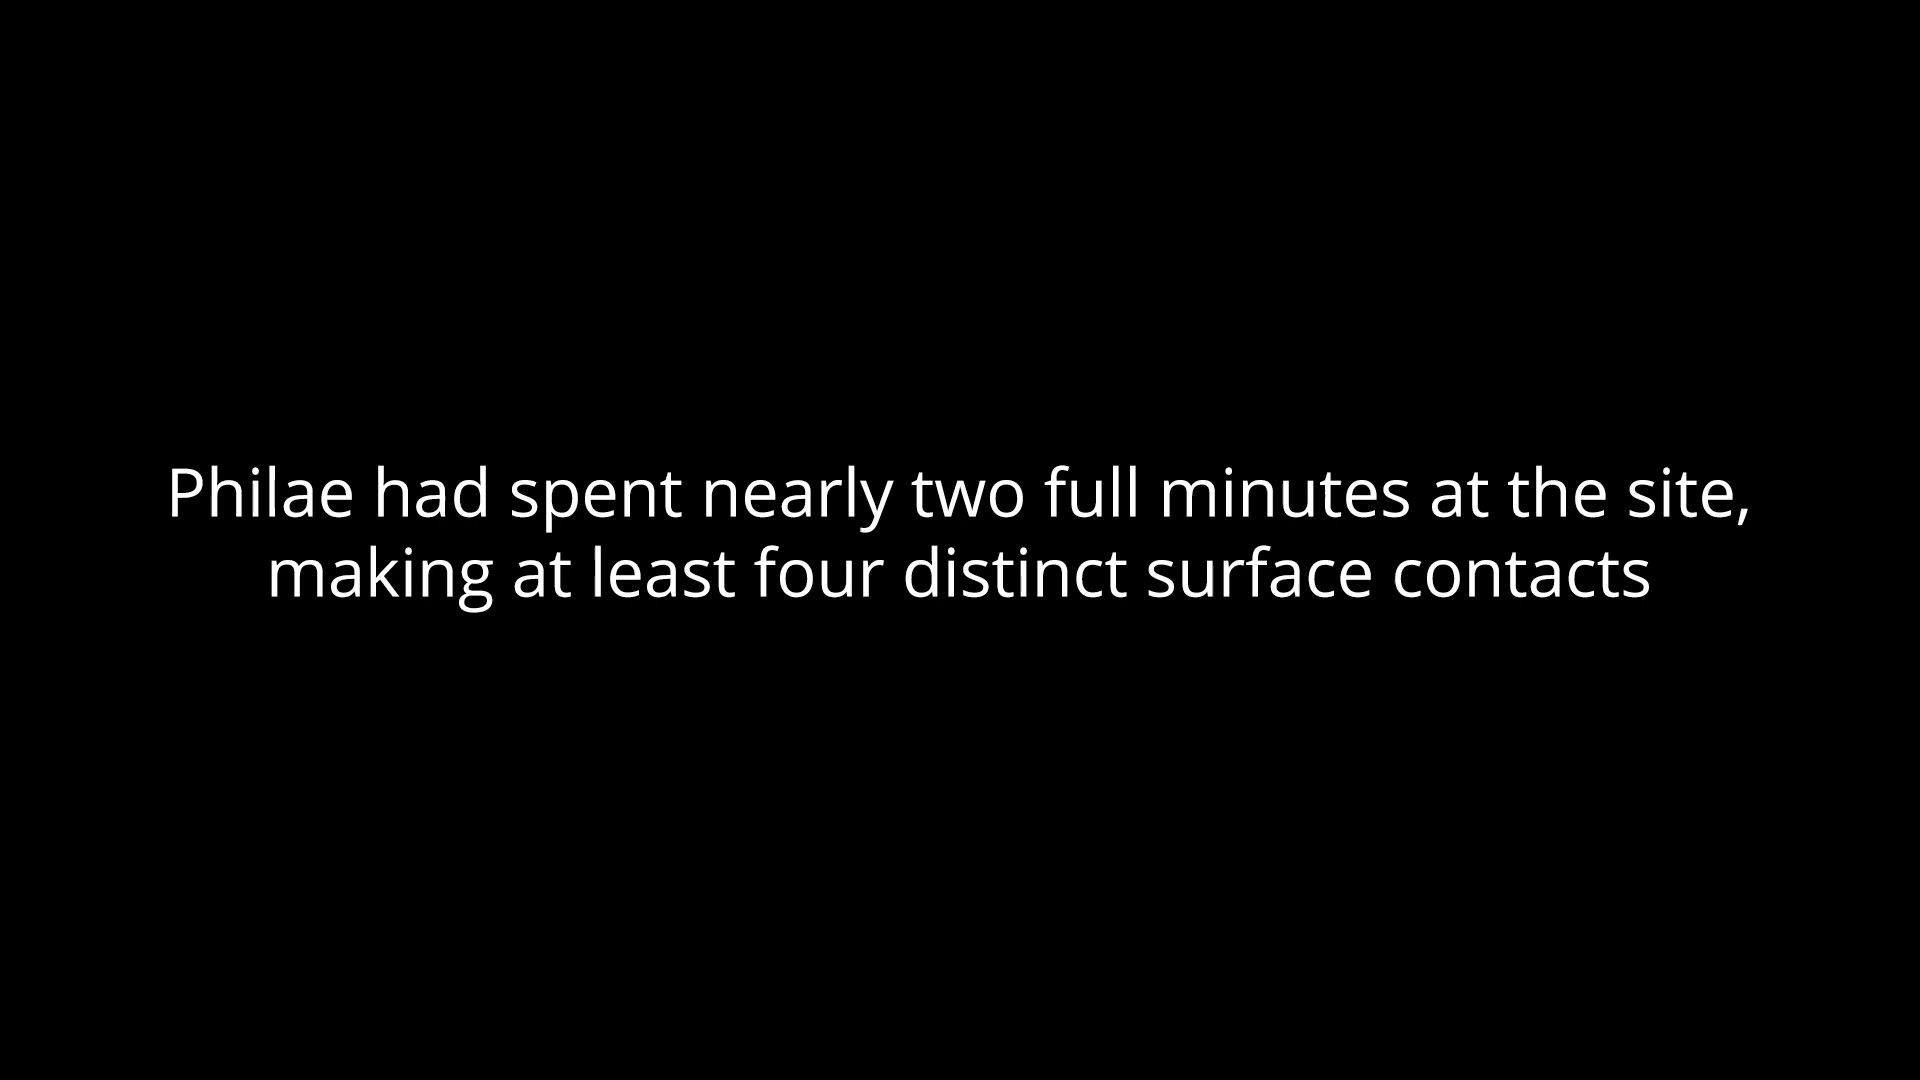 Philae had spent nearly two full minutes at the site,
making at least four distinct surface contacts